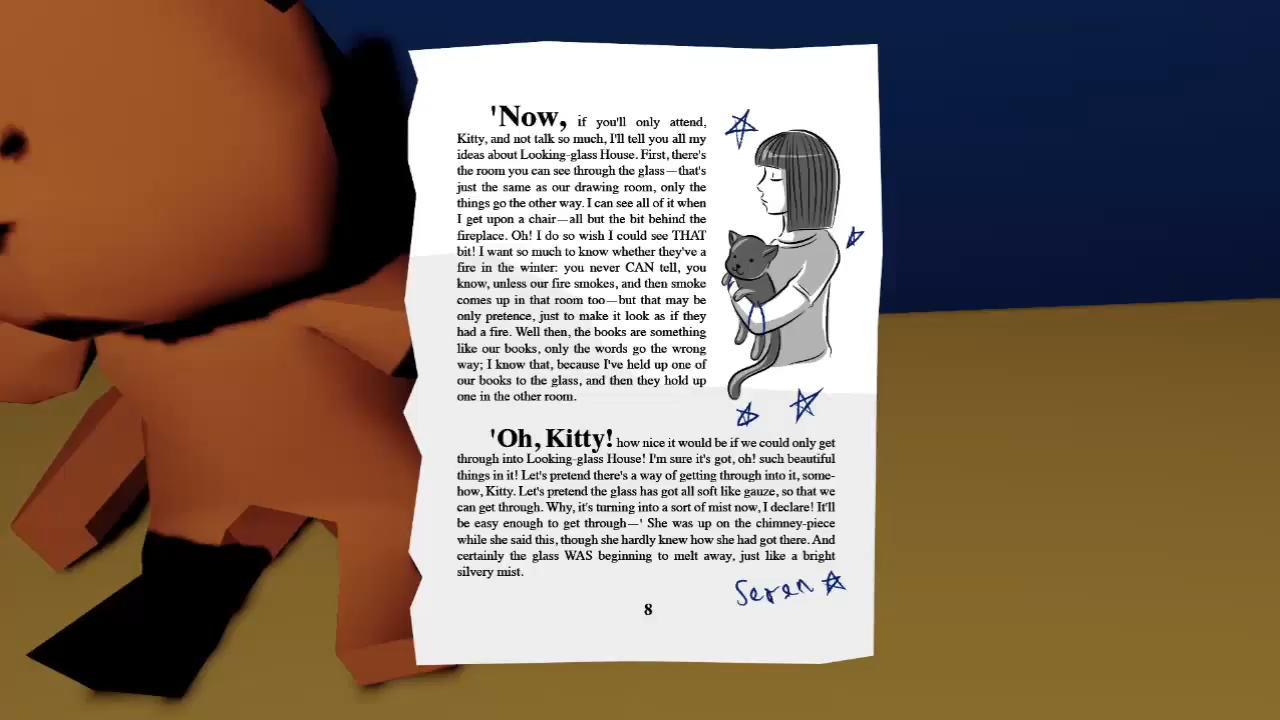 'Now, if you'll only attend,
Kitty, and not talk so much, I'll tell you all my
ideas about Looking-glass House. First, there's
the room you can see through the glass—that's
just the same as our drawing room, only the
things go the other way. I can see all of it when
I get upon a chair—all but the bit behind the
fireplace. Oh! I do so wish I could see THAT
bit! I want so much to know whether they've a
fire in the winter: you never CAN tell, you
know, unless our fire smokes, and then smoke
comes up in that room too—but that may be
only pretence, just to make it look as if they
had a fire. Well then, the books are something
like our books, only the words go the wrong
way; I know that, because I've held up one of
our books to the glass, and then they hold up
one in the other room.
'Oh, Kitty! how nice it would be if we could only get
through into Looking-glass House! I'm sure it's got, oh! such beautiful
things in it! Let's pretend there's a way of getting through into it, some-
how, Kitty. Let's pretend the glass has got all soft like gauze, so that we
can get through. Why, it's turning into a sort of mist now, I declare! It'll
be easy enough to get through—' She was up on the chimney-piece
while she said this, though she hardly knew how she had got there. And
certainly the glass WAS beginning to melt away, just like a bright
silvery mist.
Seren
8